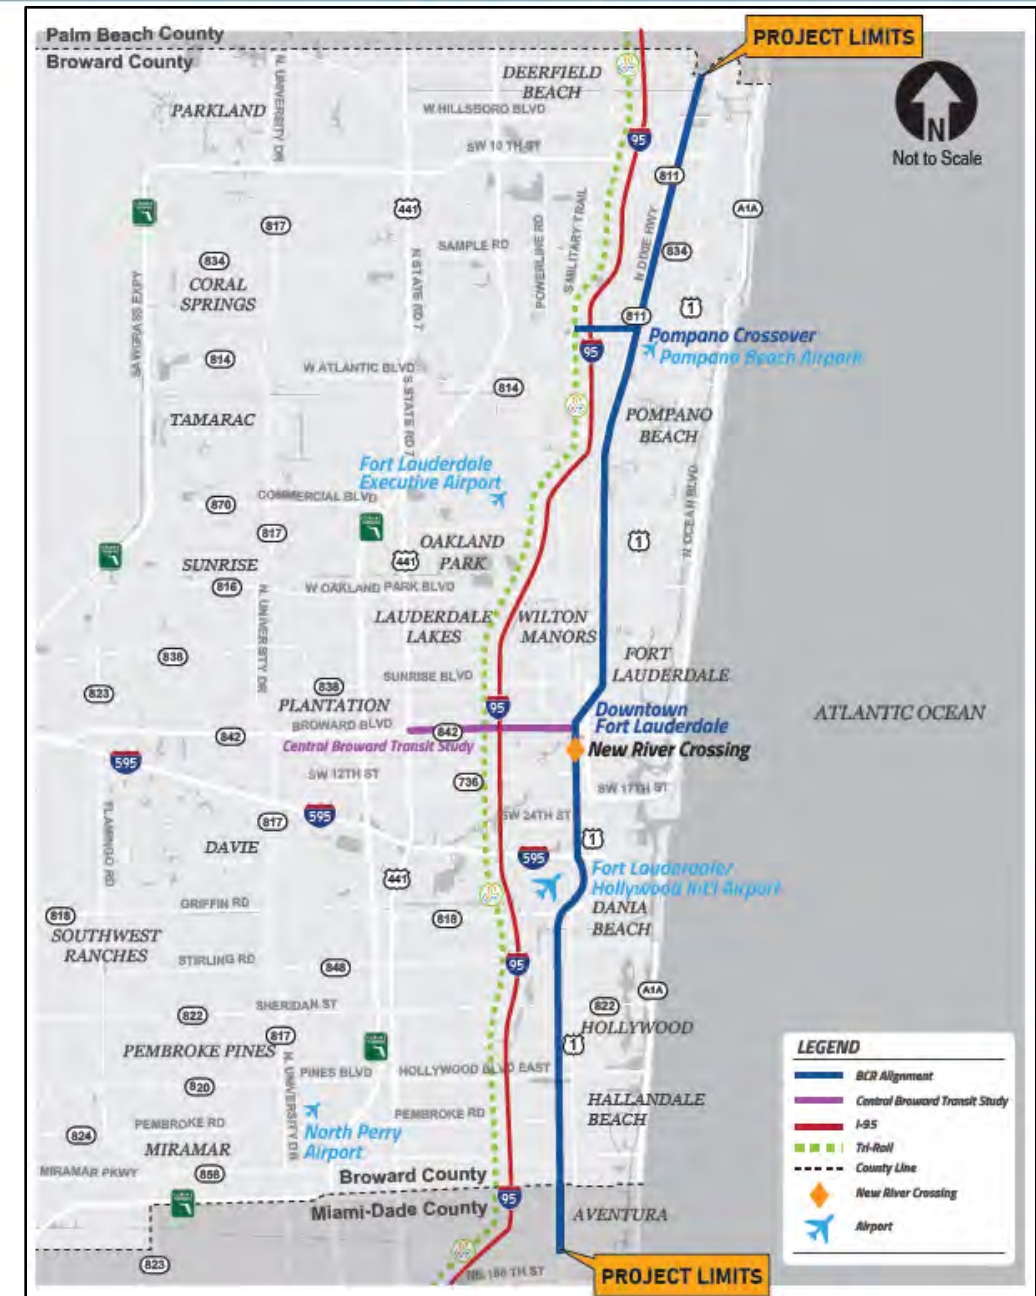 Palm Beach County
Broward County
PROJECT LIMITS
N
Not to Scale
DEERFIELD
BEACH
PARKLAND
N. UNIVERSITY DR
W HILLSBORO BLVD
95
SW 10 TH ST
811
441
A1A
817
SAMPLE RD
N STATE RD 7
POWERLINE RD
S MILITARY TRAIL
N DIXIE HWY
834
834
CORAL
SPRINGS
SAWGRASS EXPY
1
811
Pompano Crossover
Pompano Beach Airpark
95
814
W ATLANTIC BLVD
814
S STATE RD 7
TAMARAC
POMPANO
BEACH
Fort Lauderdale
Executive Airport
N OCEAN BLVD
870
COMMERCIAL BLVD
817
1
OAKLAND
PARK
441
SUNRISE
816
W OAKLAND PARK BLVD
N. UNIVERSITY DR
LAUDERDALE
LAKES
WILTON
MANORS
838
FORT
LAUDERDALE
SUNRISE BLVD
823
838
PLANTATION
95
Downtown
Fort Lauderdale
ATLANTIC OCEAN
BROWARD BLVD
842
842
Central Broward Transit Study
New River Crossing
595
SW 12TH ST
736
SW 17TH ST
595
817
SW 24TH ST
FLAMINGO RD
DAVIE
1
595
441
Fort Lauderdale/
Hollywood Int'l Airport
GRIFFIN RD
818
818
DANIA
BEACH
SOUTHWEST
RANCHES
STIRLING RD
848
95
A1A
SHERIDAN ST
822
822
817
HOLLYWOOD
PEMBROKE PINES
N. UNIVERSITY DR
1
PINES BLVD
HOLLYWOOD BLVD EAST
820
HALLANDALE
BEACH
PEMBROKE RD
PEMBROKE RD
824
North Perry
Airport
MIRAMAR
MIRAMAR PKWY
858
Broward County
Miami-Dade County
95
AVENTURA
823
NE 186 TH ST
PROJECT LIMITS
LEGEND
BCR Alignment
Central Broward Transit Study
I-95
Tri-Rail
County Line
New River Crossing
Airport